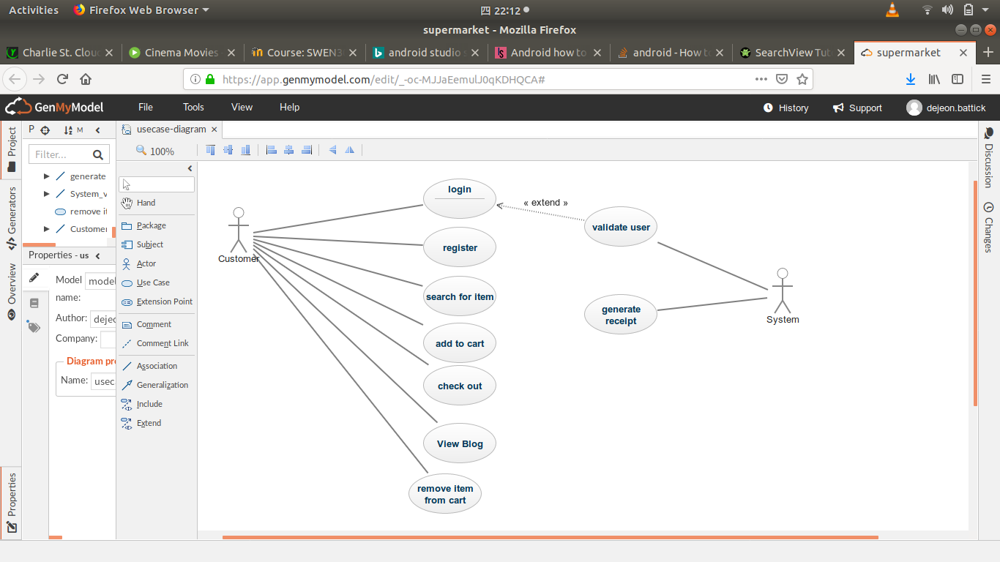 Activities Firefox Web Browser 四 22:12
supermarket - Mozilla Firefox
Charlie St. Clou Cinema Movies Course: SWEN3 android studio s Android how to android - How to SearchView Tut supermarket
https://app.genmymodel.com/edit/_-oc-MJJaEemulJ0qKDHQCA#
GenMyModel File Tools View Help History Support dejeon.battick
Project
Generators
Overview
Properties
P M
Filter...
generate
System_v
remove it
Customer
Properties - us
Model name: model
Author: dejec
Company:
Diagram pro
Name: usec
usecase-diagram
100%
Hand
Package
Subject
Actor
Use Case
Extension Point
Comment
Comment Link
Association
Generalization
Include
Extend
login
« extend »
validate user
register
Customer
search for item
generate
receipt
System
add to cart
check out
View Blog
remove item
from cart
Discussion
Changes